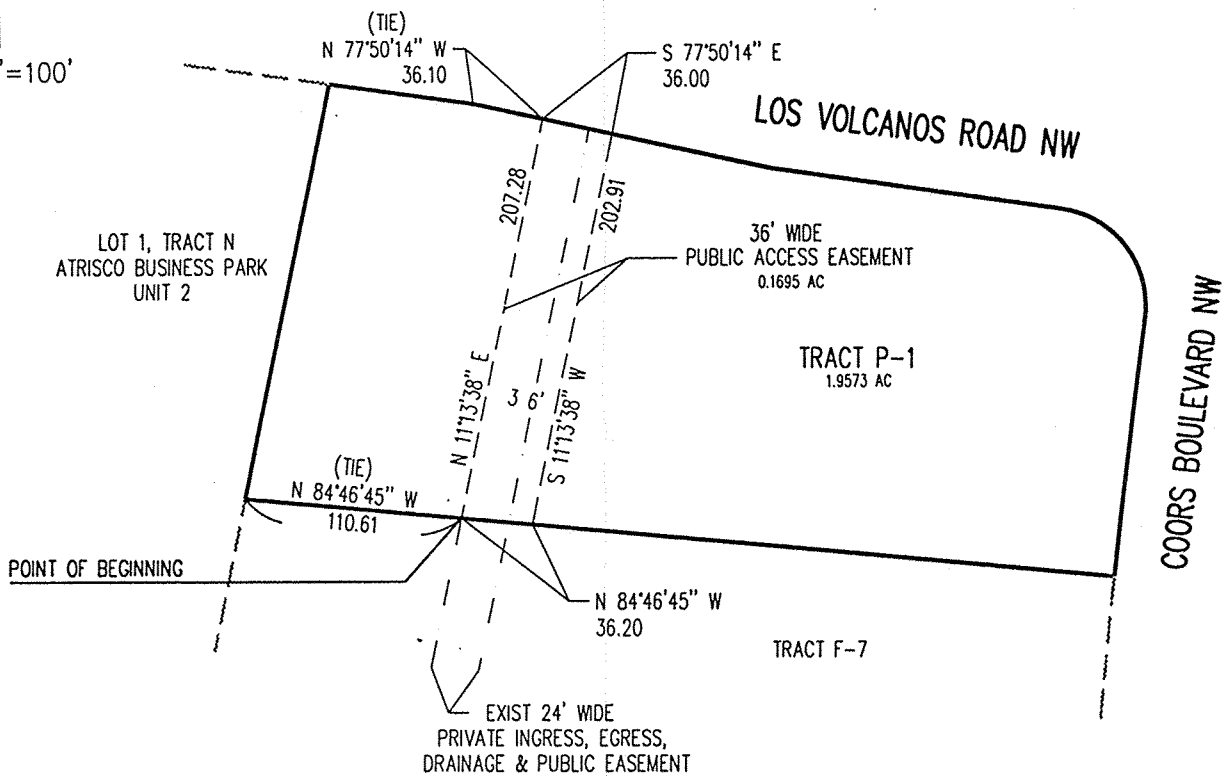 '=100'
(TIE)
N 77°50'14" W
36.10
S 77°50'14" E
36.00
LOS VOLCANOS ROAD NW
207.28
202.91
LOT 1, TRACT N
ATRISCO BUSINESS PARK
UNIT 2
36' WIDE
PUBLIC ACCESS EASEMENT
0.1695 AC
TRACT P-1
1.9573 AC
COORS BOULEVARD NW
N 11°13'38" E
3 6'
S 11°13'38" W
(TIE)
N 84°46'45" W
110.61
POINT OF BEGINNING
N 84°46'45" W
36.20
TRACT F-7
EXIST 24' WIDE
PRIVATE INGRESS, EGRESS,
DRAINAGE & PUBLIC EASEMENT